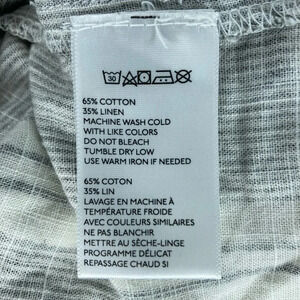 30
65% COTTON
35% LINEN
MACHINE WASH COLD
WITH LIKE COLORS
DO NOT BLEACH
TUMBLE DRY LOW
USE WARM IRON IF NEEDED
65% COTON
35% LIN
LAVAGE EN MACHINE À
TEMPÉRATURE FROIDE
AVEC COULEURS SIMILAIRES
NE PAS BLANCHIR
METTRE AU SÈCHE-LINGE
PROGRAMME DÉLICAT
REPASSAGE CHAUD SI